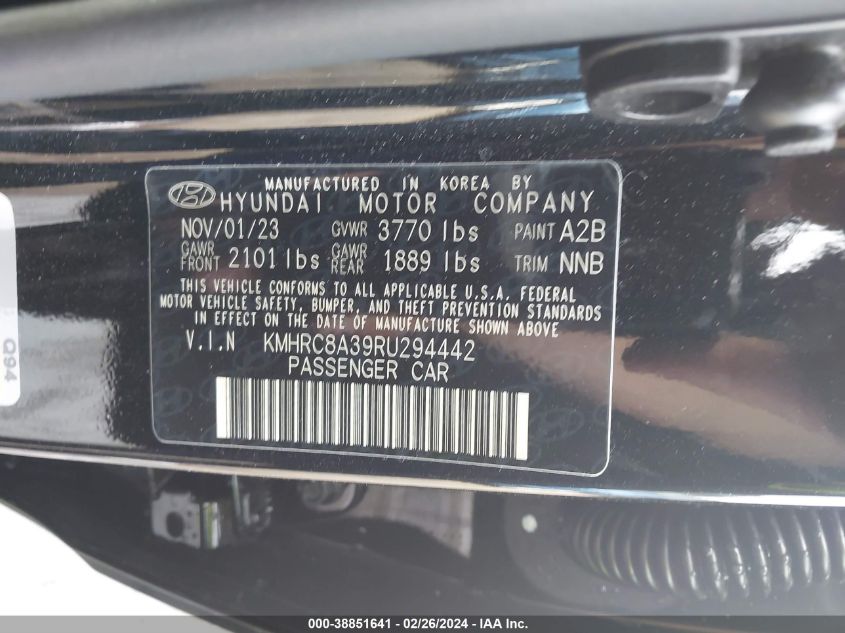 MANUFACTURED IN KOREA BY
HYUNDAI MOTOR COMPANY
NOV/01/23 GVWR 3770 lbs PAINT A2B
GAWR FRONT 2101 lbs GAWR REAR 1889 lbs TRIM NNB
THIS VEHICLE CONFORMS TO ALL APPLICABLE U.S.A. FEDERAL
MOTOR VEHICLE SAFETY, BUMPER, AND THEFT PREVENTION STANDARDS
IN EFFECT ON THE DATE OF MANUFACTURE SHOWN ABOVE
V.I.N KMHRC8A39RU294442
PASSENGER CAR
Q94
000-38851641 / 02/26/2024 - IAA Inc.